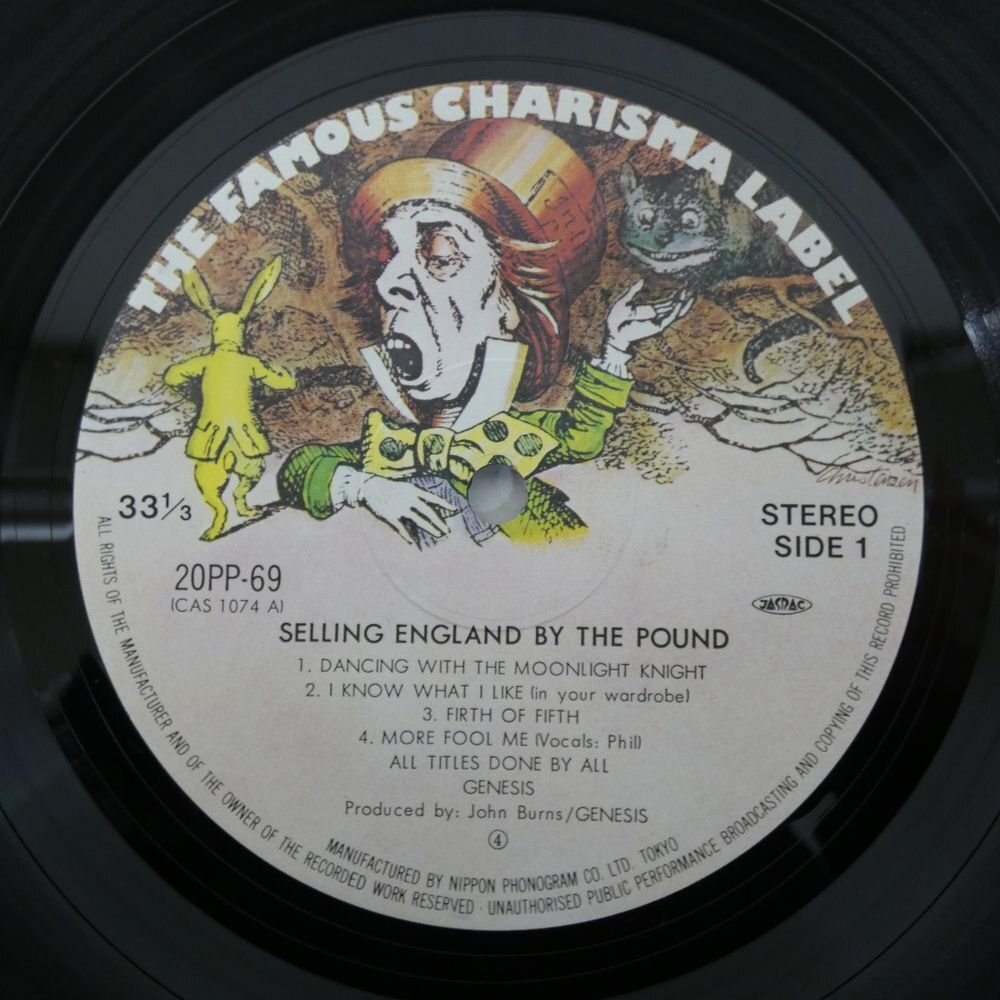 THE FAMOUS CHARISMA LABEL
Christensen
33⅓
STEREO
SIDE 1
20PP-69
(CAS 1074 A)
JASRAC
SELLING ENGLAND BY THE POUND
1. DANCING WITH THE MOONLIGHT KNIGHT
2. I KNOW WHAT I LIKE (in your wardrobe)
3. FIRTH OF FIFTH
4. MORE FOOL ME (Vocals: Phil)
ALL TITLES DONE BY ALL
GENESIS
Produced by: John Burns/GENESIS
④
MANUFACTURED BY NIPPON PHONOGRAM CO. LTD. TOKYO
ALL RIGHTS OF THE MANUFACTURER AND OF THE OWNER OF THE RECORDED WORK RESERVED · UNAUTHORISED PUBLIC PERFORMANCE BROADCASTING AND COPYING OF THIS RECORD PROHIBITED